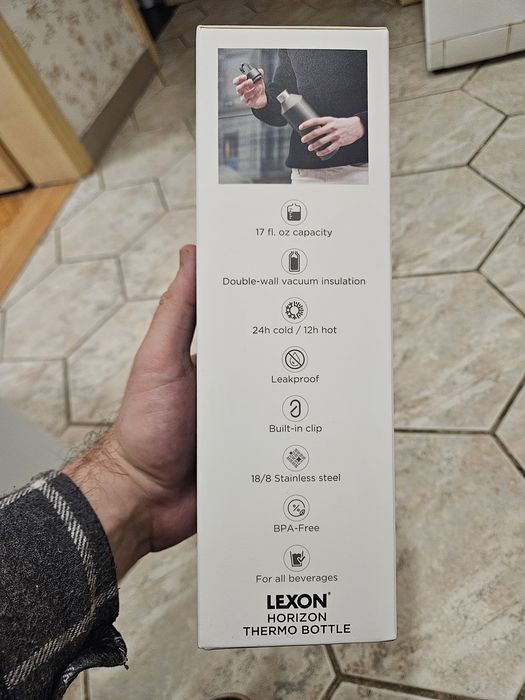 17 fl. oz capacity
Double-wall vacuum insulation
24h cold / 12h hot
Leakproof
Built-in clip
18/8 Stainless steel
BPA-Free
For all beverages
LEXON®
HORIZON
THERMO BOTTLE